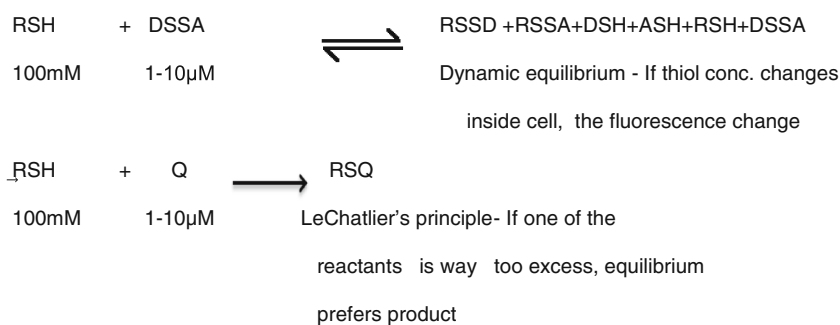 RSH + DSSA RSSD +RSSA+DSH+ASH+RSH+DSSA
100mM 1-10µM Dynamic equilibrium - If thiol conc. changes
inside cell, the fluorescence change
RSH + Q RSQ
100mM 1-10µM LeChatlier's principle- If one of the
reactants is way too excess, equilibrium
prefers product